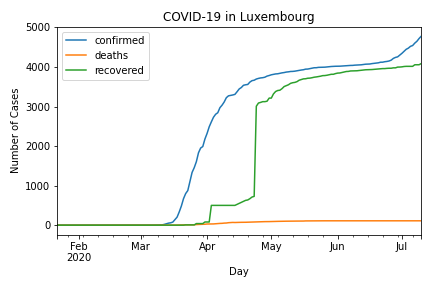 COVID-19 in Luxembourg
confirmed
deaths
recovered
Number of Cases
5000
4000
3000
2000
1000
0
Feb Mar Apr May Jun Jul
2020
Day